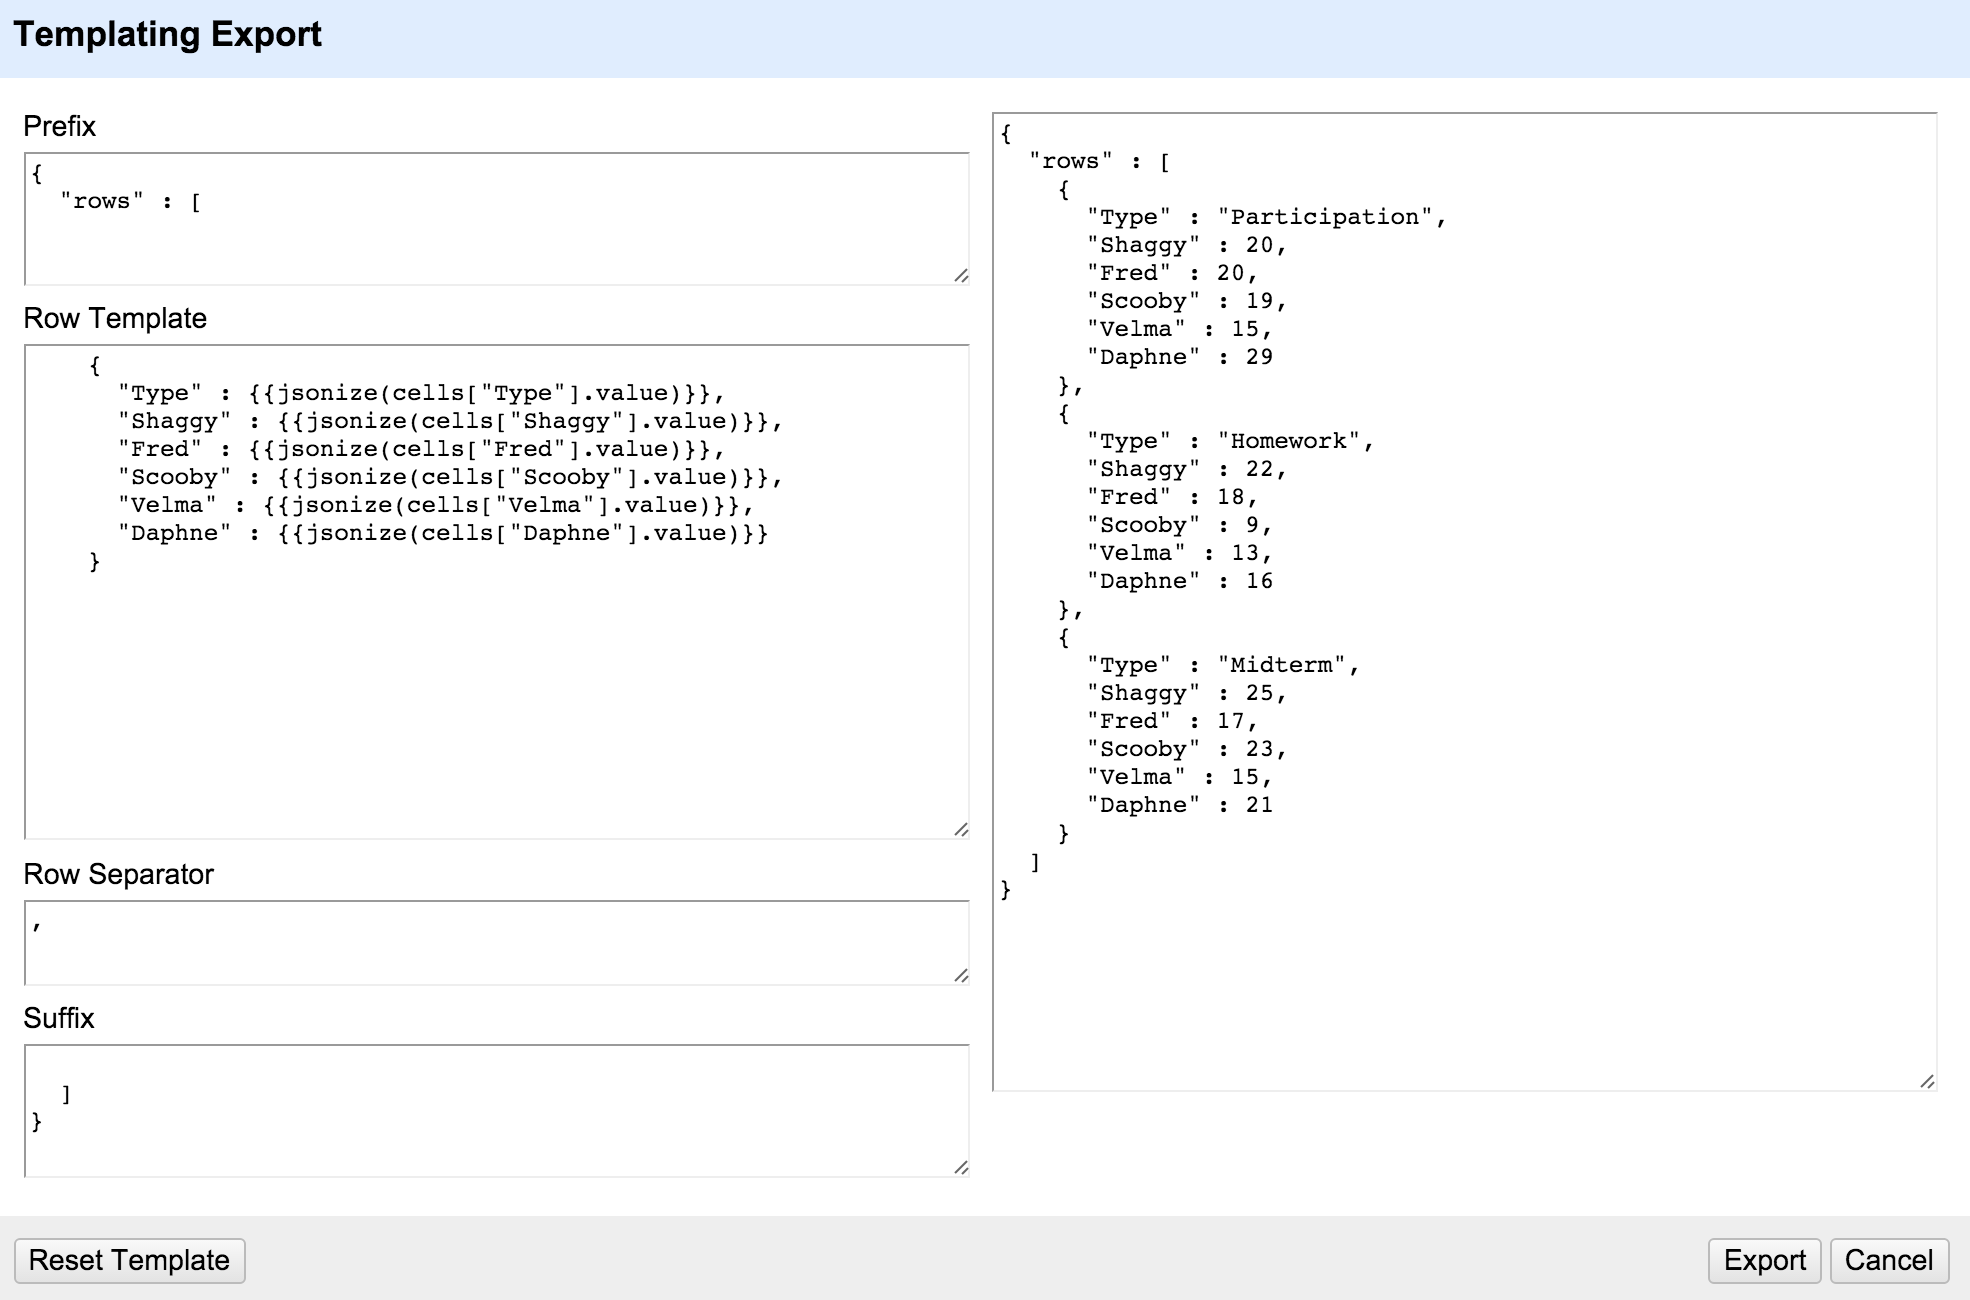 Templating Export
Prefix
{
  "rows" : [
Row Template
    {
      "Type" : {{jsonize(cells["Type"].value)}},
      "Shaggy" : {{jsonize(cells["Shaggy"].value)}},
      "Fred" : {{jsonize(cells["Fred"].value)}},
      "Scooby" : {{jsonize(cells["Scooby"].value)}},
      "Velma" : {{jsonize(cells["Velma"].value)}},
      "Daphne" : {{jsonize(cells["Daphne"].value)}}
    }
Row Separator
,
Suffix
  ]
}
{
  "rows" : [
    {
      "Type" : "Participation",
      "Shaggy" : 20,
      "Fred" : 20,
      "Scooby" : 19,
      "Velma" : 15,
      "Daphne" : 29
    },
    {
      "Type" : "Homework",
      "Shaggy" : 22,
      "Fred" : 18,
      "Scooby" : 9,
      "Velma" : 13,
      "Daphne" : 16
    },
    {
      "Type" : "Midterm",
      "Shaggy" : 25,
      "Fred" : 17,
      "Scooby" : 23,
      "Velma" : 15,
      "Daphne" : 21
    }
  ]
}
Reset Template
Export
Cancel